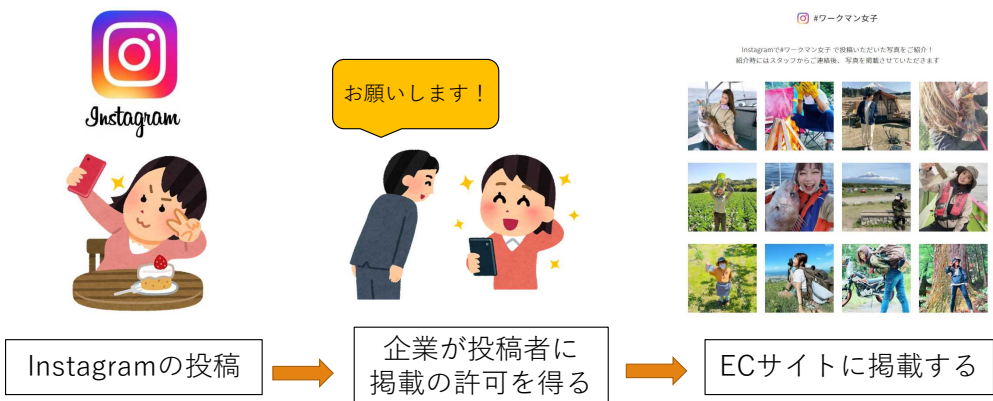 Instagram
お願いします！
#ワークマン女子
Instagramで#ワークマン女子 で投稿いただいた写真をご紹介！
紹介時にはスタッフからご連絡後、写真を掲載させていただきます
Instagramの投稿
企業が投稿者に
掲載の許可を得る
ECサイトに掲載する